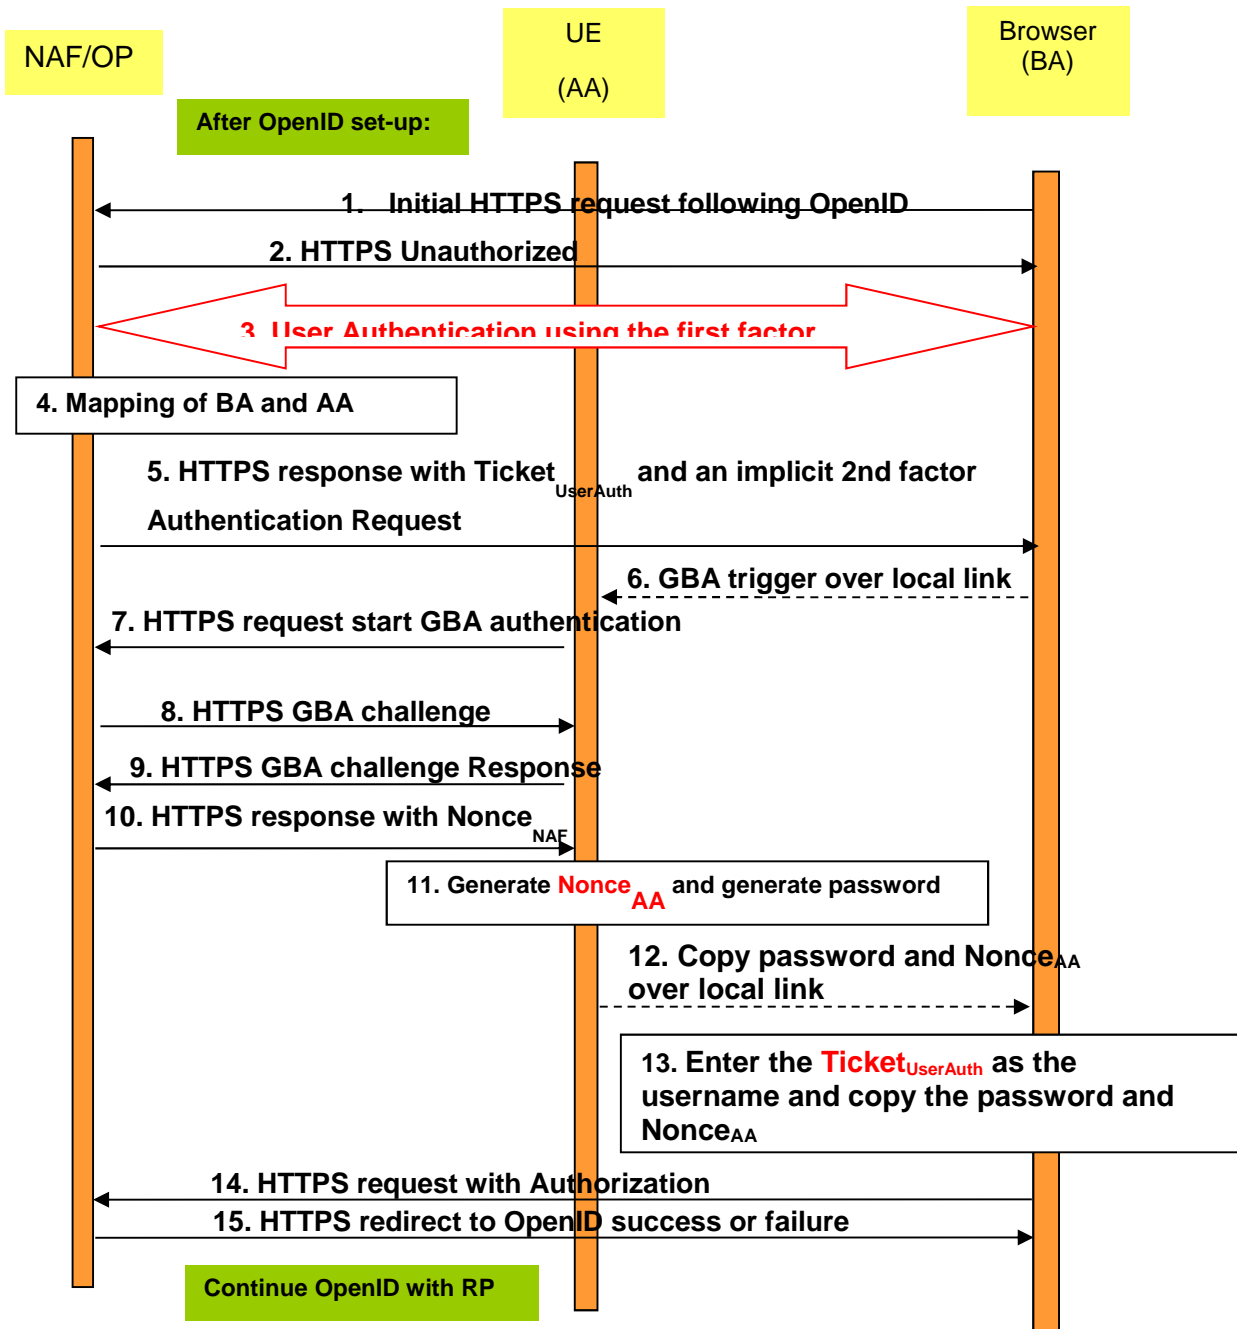 NAF/OP
UE
(AA)
Browser
(BA)
After OpenID set-up:
1. Initial HTTPS request following OpenID
2. HTTPS Unauthorized
3. User Authentication using the first factor
4. Mapping of BA and AA
5. HTTPS response with Ticket UserAuth and an implicit 2nd factor
Authentication Request
6. GBA trigger over local link
7. HTTPS request start GBA authentication
8. HTTPS GBA challenge
9. HTTPS GBA challenge Response
10. HTTPS response with Nonce NAF
11. Generate Nonce AA and generate password
12. Copy password and NonceAA
over local link
13. Enter the TicketUserAuth as the
username and copy the password and
NonceAA
14. HTTPS request with Authorization
15. HTTPS redirect to OpenID success or failure
Continue OpenID with RP